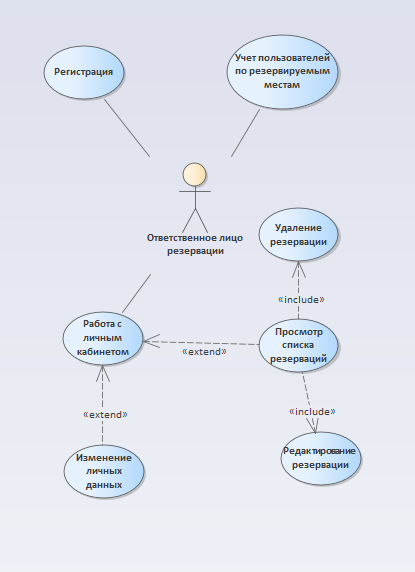 Регистрация
Учет пользователей
по резервируемым
местам
Ответственное лицо
резервации
Удаление
резервации
«include»
Работа с
личным
кабинетом
«extend»
Просмотр
списка
резерваций
«extend»
«include»
Изменение
личных
данных
Редактирование
резервации